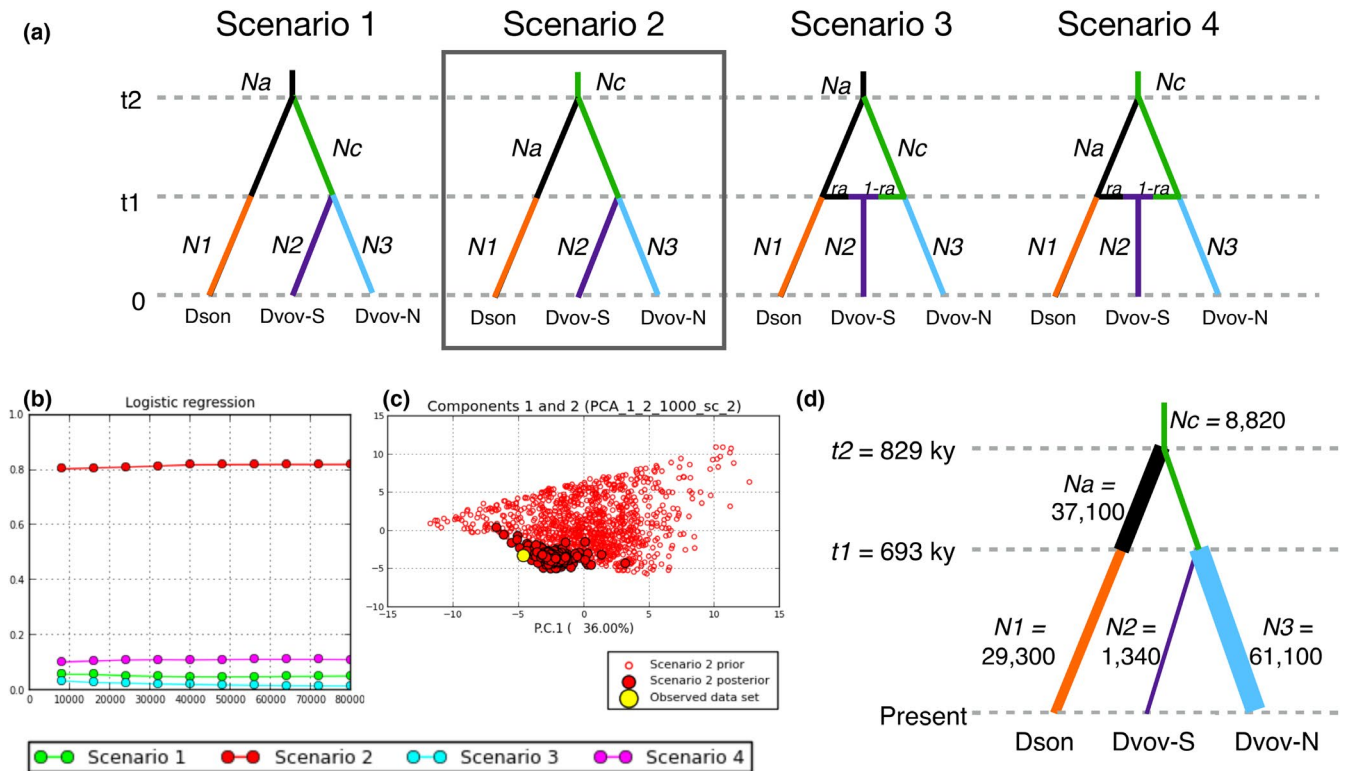 (a)
Scenario 1
Scenario 2
Scenario 3
Scenario 4
t2
t1
0
Na
Nc
N1
N2
N3
Dson
Dvov-S
Dvov-N
Nc
Na
N1
N2
N3
Dson
Dvov-S
Dvov-N
Na
Nc
ra
1-ra
N1
N2
N3
Dson
Dvov-S
Dvov-N
Nc
Na
ra
1-ra
N1
N2
N3
Dson
Dvov-S
Dvov-N
(b)
Logistic regression
1.0
0.8
0.6
0.4
0.2
0.0
10000 20000 30000 40000 50000 60000 70000 80000
(c)
Components 1 and 2 (PCA_1_2_1000_sc_2)
15
10
5
0
−5
−10
−15 −10 −5 0 5 10 15
P.C.1 ( 36.00%)
Scenario 2 prior
Scenario 2 posterior
Observed data set
Scenario 1 Scenario 2 Scenario 3 Scenario 4
(d)
Nc = 8,820
t2 = 829 ky
Na =
37,100
t1 = 693 ky
N1 =
29,300
N2 =
1,340
N3 =
61,100
Present
Dson
Dvov-S
Dvov-N